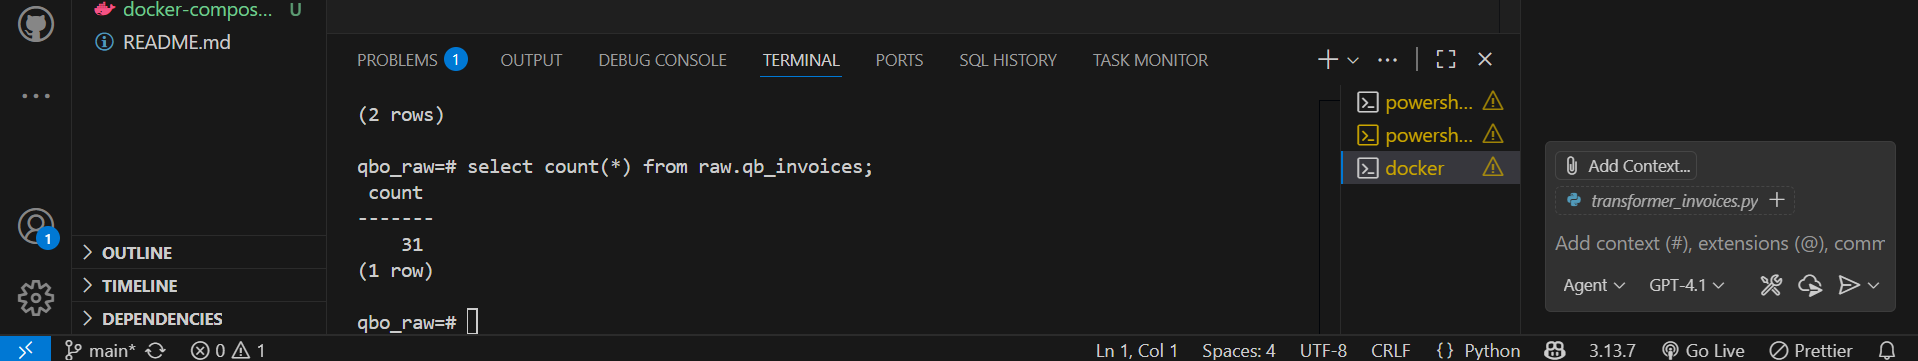 docker-compos... U
README.md
PROBLEMS 1 OUTPUT DEBUG CONSOLE TERMINAL PORTS SQL HISTORY TASK MONITOR
(2 rows)
qbo_raw=# select count(*) from raw.qb_invoices;
count
-------
31
(1 row)
qbo_raw=#
powersh...
powersh...
docker
Add Context...
transformer_invoices.py
Add context (#), extensions (@), comm
Agent GPT-4.1
1
OUTLINE
TIMELINE
DEPENDENCIES
main* 0 1 Ln 1, Col 1 Spaces: 4 UTF-8 CRLF {} Python 3.13.7 Go Live Prettier